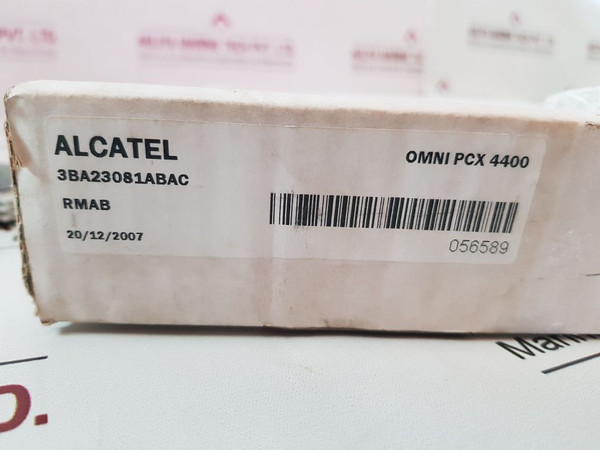 ALCATEL
OMNI PCX 4400
3BA23081ABAC
RMAB
20/12/2007
056589
D.